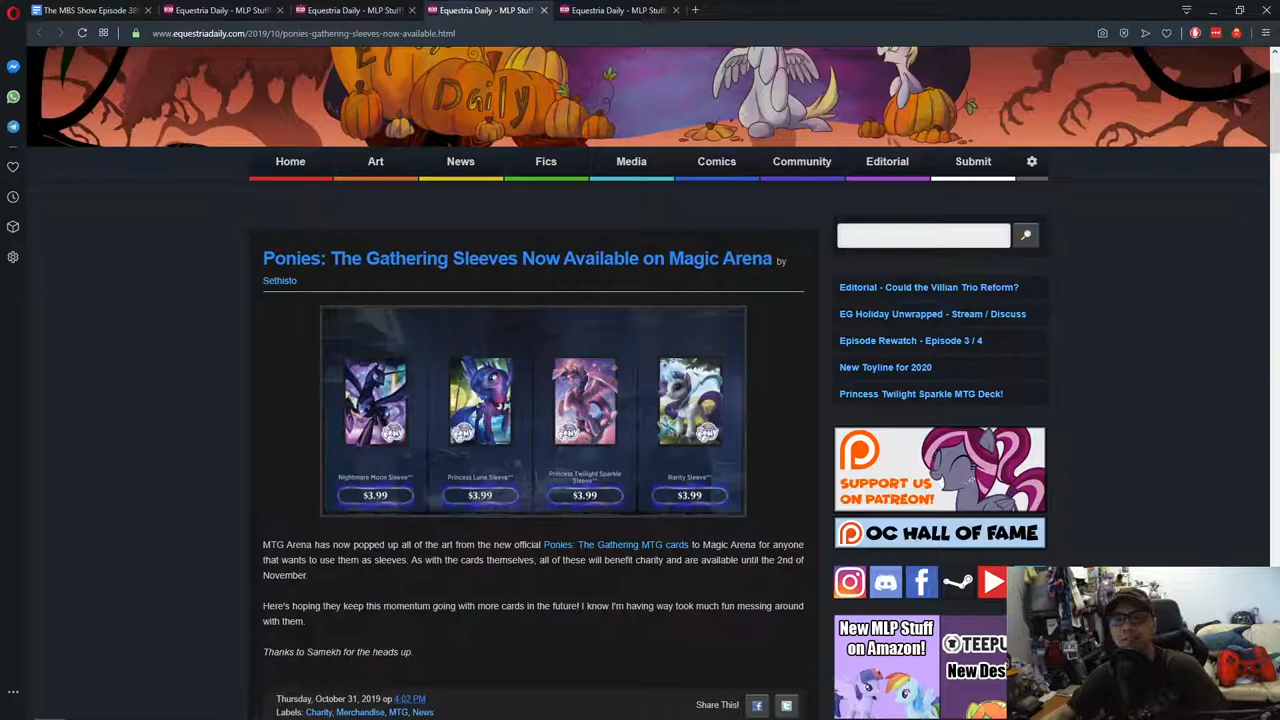 The MBS Show Episode 38
Equestria Daily - MLP Stuff
Equestria Daily - MLP Stuff
Equestria Daily - MLP Stuff
Equestria Daily - MLP Stuff
www.equestriadaily.com/2019/10/ponies-gathering-sleeves-now-available.html
Daily
Home Art News Fics Media Comics Community Editorial Submit
Ponies: The Gathering Sleeves Now Available on Magic Arena by
Sethisto
Nightmare Moon Sleeve
Princess Luna Sleeve
Princess Twilight Sparkle
Sleeve
Rarity Sleeve
$3.99 $3.99 $3.99 $3.99
MTG Arena has now popped up all of the art from the new official Ponies: The Gathering MTG cards to Magic Arena for anyone
that wants to use them as sleeves. As with the cards themselves, all of these will benefit charity and are available until the 2nd of
November.
Here's hoping they keep this momentum going with more cards in the future! I know I'm having way took much fun messing around
with them.
Thanks to Samekh for the heads up.
Thursday, October 31, 2019 at 4:02 PM
Labels: Charity, Merchandise, MTG, News
Share This!
Editorial - Could the Villian Trio Reform?
EG Holiday Unwrapped - Stream / Discuss
Episode Rewatch - Episode 3 / 4
New Toyline for 2020
Princess Twilight Sparkle MTG Deck!
SUPPORT US
ON PATREON!
OC HALL OF FAME
New MLP Stuff
on Amazon!
TEEPU
New Des